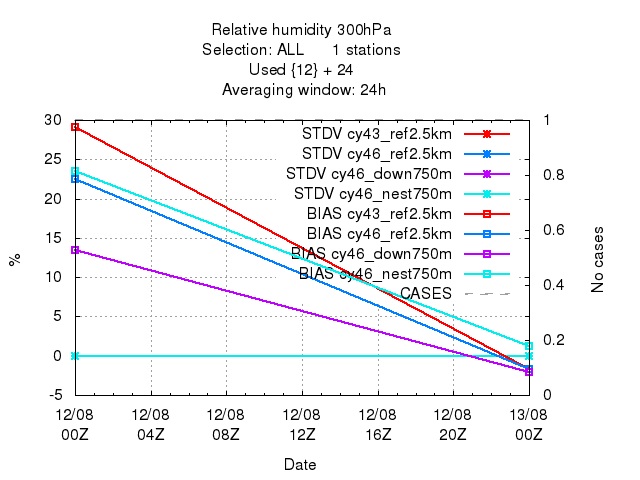 Relative humidity 300hPa
Selection: ALL 1 stations
Used {12} + 24
Averaging window: 24h
30 1
STDV cy43_ref2.5km
25 STDV cy46_ref2.5km
STDV cy46_down750m
0.8
20 STDV cy46_nest750m
BIAS cy43_ref2.5km
15 BIAS cy46_ref2.5km 0.6
BIAS cy46_down750m
10 BIAS cy46_nest750m
CASES 0.4
5
0.2
0
-5 0
% No cases
12/08 12/08 12/08 12/08 12/08 12/08 13/08
00Z 04Z 08Z 12Z 16Z 20Z 00Z
Date